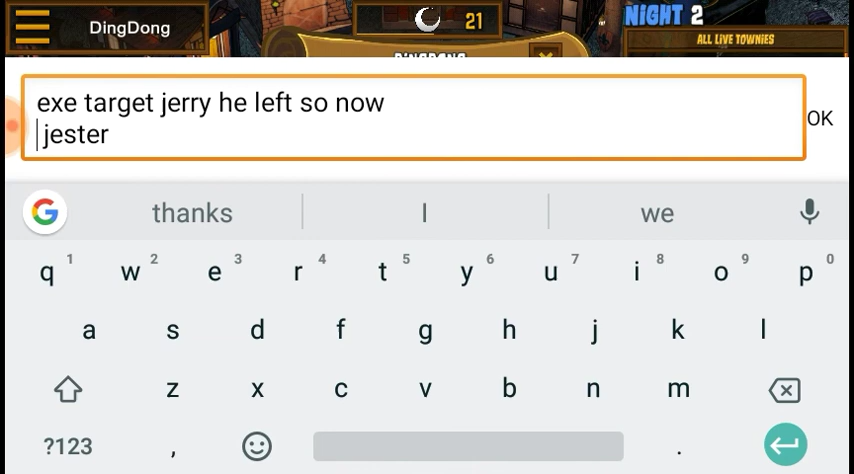 DingDong
21
NiGHT 2
ALL LiVE TOWNiES
exe target jerry he left so now
jester
OK
G
thanks
I
we
q 1 w 2 e 3 r 4 t 5 y 6 u 7 i 8 o 9 p 0
a s d f g h j k l
z x c v b n m
?123 , .